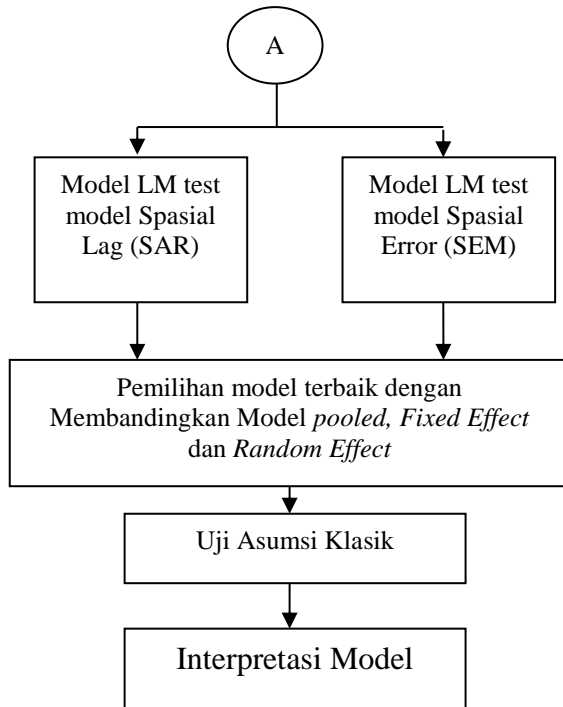 A
Model LM test
model Spasial
Lag (SAR)
Model LM test
model Spasial
Error (SEM)
Pemilihan model terbaik dengan
Membandingkan Model pooled, Fixed Effect
dan Random Effect
Uji Asumsi Klasik
Interpretasi Model